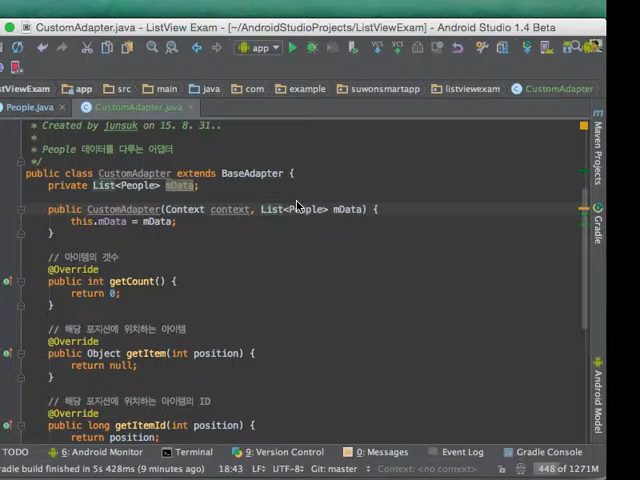 CustomAdapter.java - ListView Exam - [~/AndroidStudioProjects/ListViewExam] - Android Studio 1.4 Beta
app
stViewExam app src main java com example suwonsmartapp listviewexam CustomAdapter
People.java × CustomAdapter.java ×
* Created by junsuk on 15. 8. 31..
*
* People 데이터를 다루는 어댑터
*/
public class CustomAdapter extends BaseAdapter {
private List<People> mData;
public CustomAdapter(Context context, List<People> mData) {
this.mData = mData;
}
// 아이템의 갯수
@Override
public int getCount() {
return 0;
}
// 해당 포지션에 위치하는 아이템
@Override
public Object getItem(int position) {
return null;
}
// 해당 포지션에 위치하는 아이템의 ID
@Override
public long getItemId(int position) {
return position;
Maven Projects
Gradle
Android Model
TODO 6: Android Monitor Terminal 9: Version Control 0: Messages Event Log Gradle Console
radle build finished in 5s 428ms (9 minutes ago) 18:43 LF÷ UTF-8÷ Git: master÷ Context: <no context> 448 of 1271M